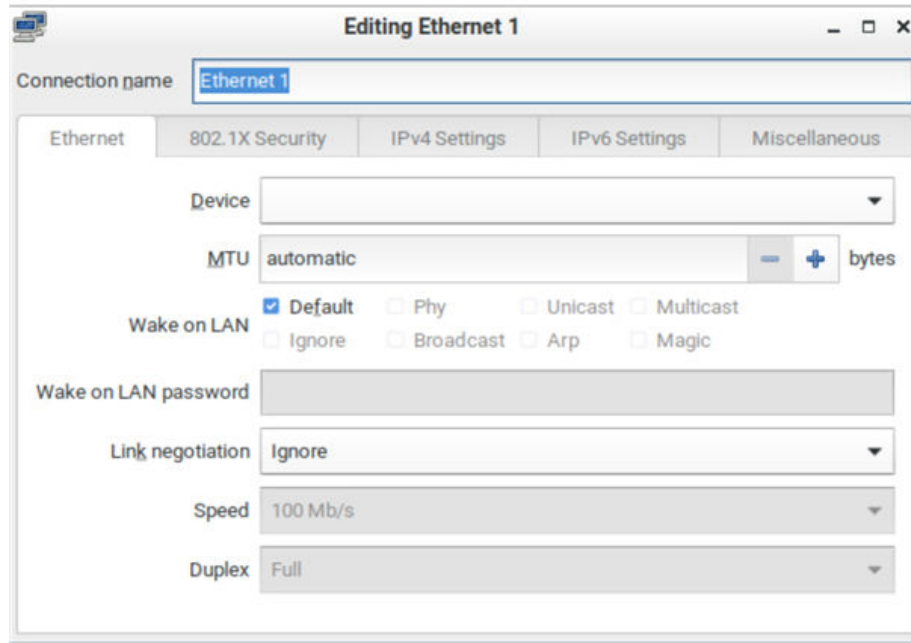 Editing Ethernet 1
Connection name Ethernet 1
Ethernet 802.1X Security IPv4 Settings IPv6 Settings Miscellaneous
Device
MTU automatic bytes
Default Phy Unicast Multicast
Wake on LAN
Ignore Broadcast Arp Magic
Wake on LAN password
Link negotiation Ignore
Speed 100 Mb/s
Duplex Full